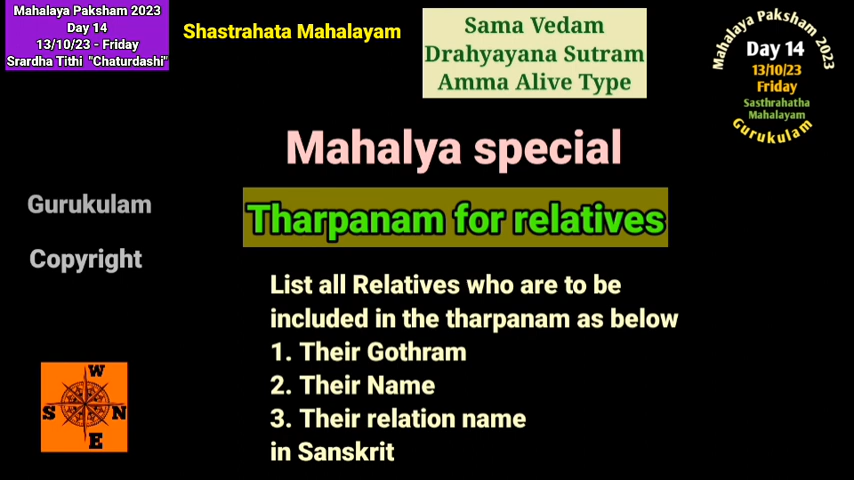 Mahalaya Paksham 2023
Day 14
13/10/23 - Friday
Srardha Tithi "Chaturdashi"
Shastrahata Mahalayam
Sama Vedam
Drahyayana Sutram
Amma Alive Type
Mahalaya Paksham 2023
Day 14
13/10/23
Friday
Sasthrahatha
Mahalayam
Gurukulam
Mahalya special
Gurukulam
Tharpanam for relatives
Copyright
List all Relatives who are to be
included in the tharpanam as below
1. Their Gothram
2. Their Name
3. Their relation name
in Sanskrit
W
S N
E